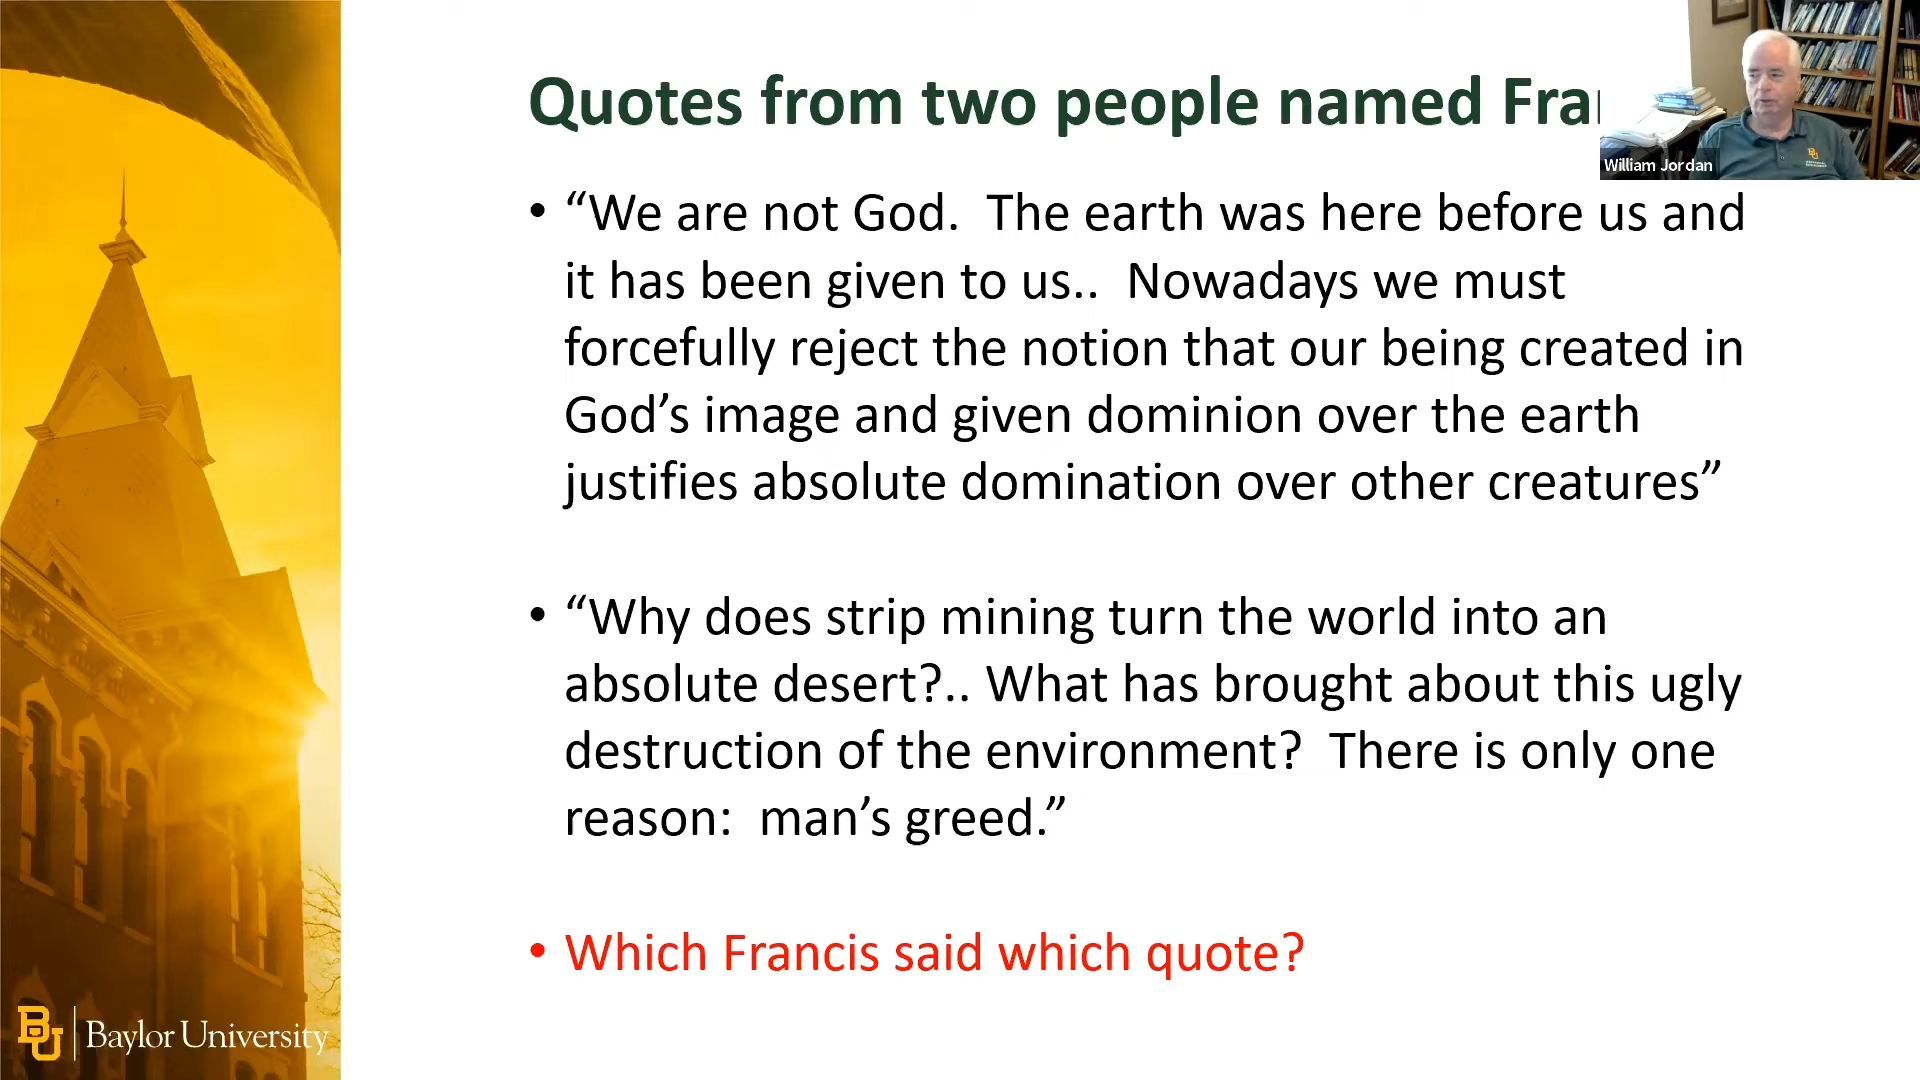 Quotes from two people named
William Jordan
• “We are not God.  The earth was here before us and
it has been given to us..  Nowadays we must
forcefully reject the notion that our being created in
God’s image and given dominion over the earth
justifies absolute domination over other creatures”
• “Why does strip mining turn the world into an
absolute desert?.. What has brought about this ugly
destruction of the environment?  There is only one
reason:  man’s greed.”
• Which Francis said which quote?
BU | Baylor University